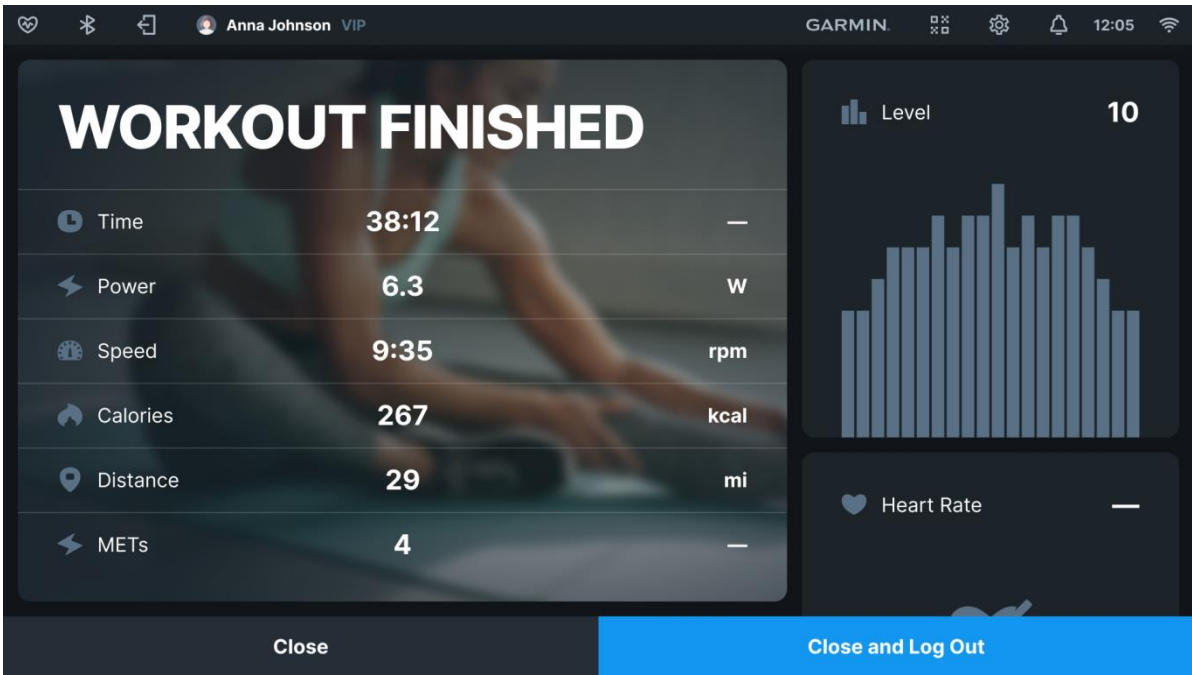 Anna Johnson VIP GARMIN. 12:05
WORKOUT FINISHED
Time 38:12 —
Power 6.3 W
Speed 9:35 rpm
Calories 267 kcal
Distance 29 mi
METs 4 —
Level 10
Heart Rate —
Close
Close and Log Out